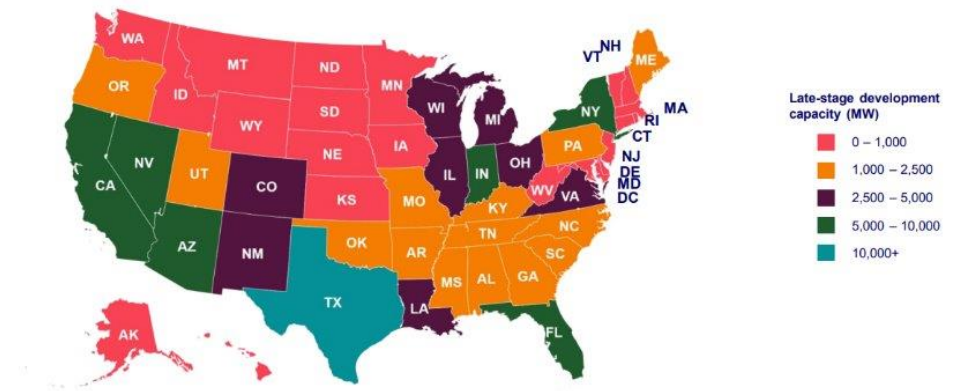 WA
MT
ND
MN
VT
NH
ME
OR
ID
WY
SD
WI
MI
NY
MA
RI
CT
NE
IA
PA
NJ
DE
MD
DC
NV
UT
CO
KS
IL
IN
OH
WV
VA
CA
MO
KY
AZ
NM
OK
AR
TN
NC
SC
MS
AL
GA
TX
LA
FL
AK
Late-stage development
capacity (MW)
0 – 1,000
1,000 – 2,500
2,500 – 5,000
5,000 – 10,000
10,000+